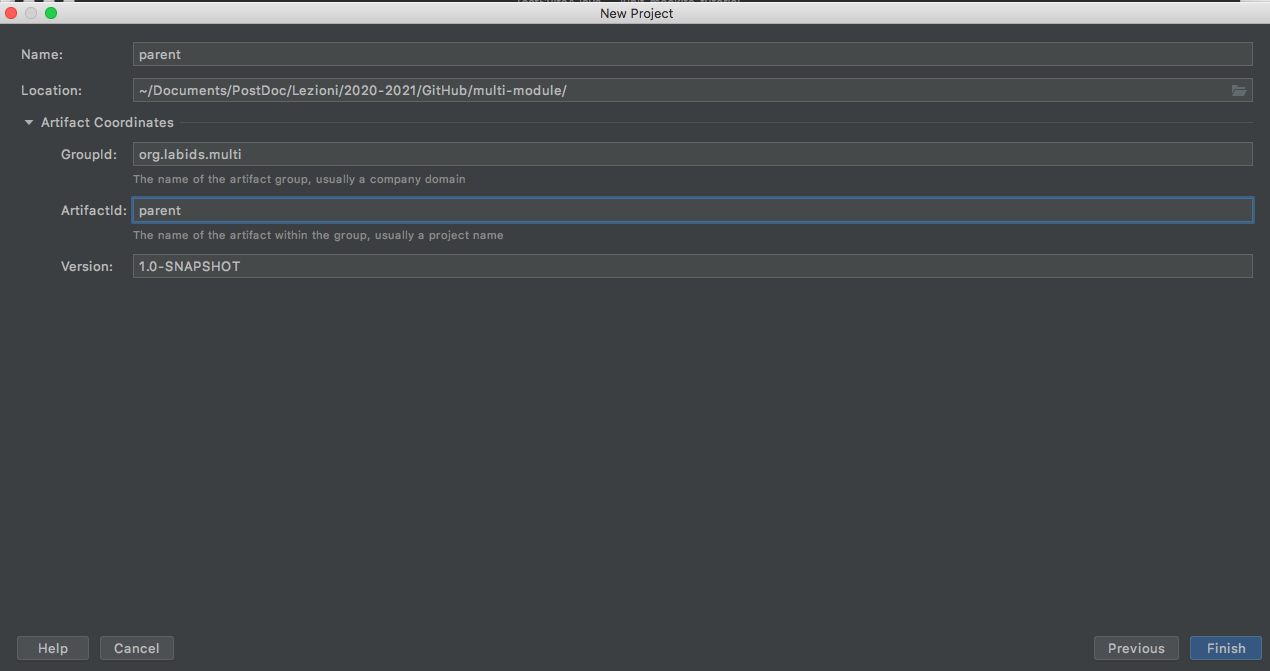 New Project
Name: parent
Location: ~/Documents/PostDoc/Lezioni/2020-2021/GitHub/multi-module/
Artifact Coordinates
GroupId: org.labids.multi
The name of the artifact group, usually a company domain
ArtifactId: parent
The name of the artifact within the group, usually a project name
Version: 1.0-SNAPSHOT
Help Cancel Previous Finish